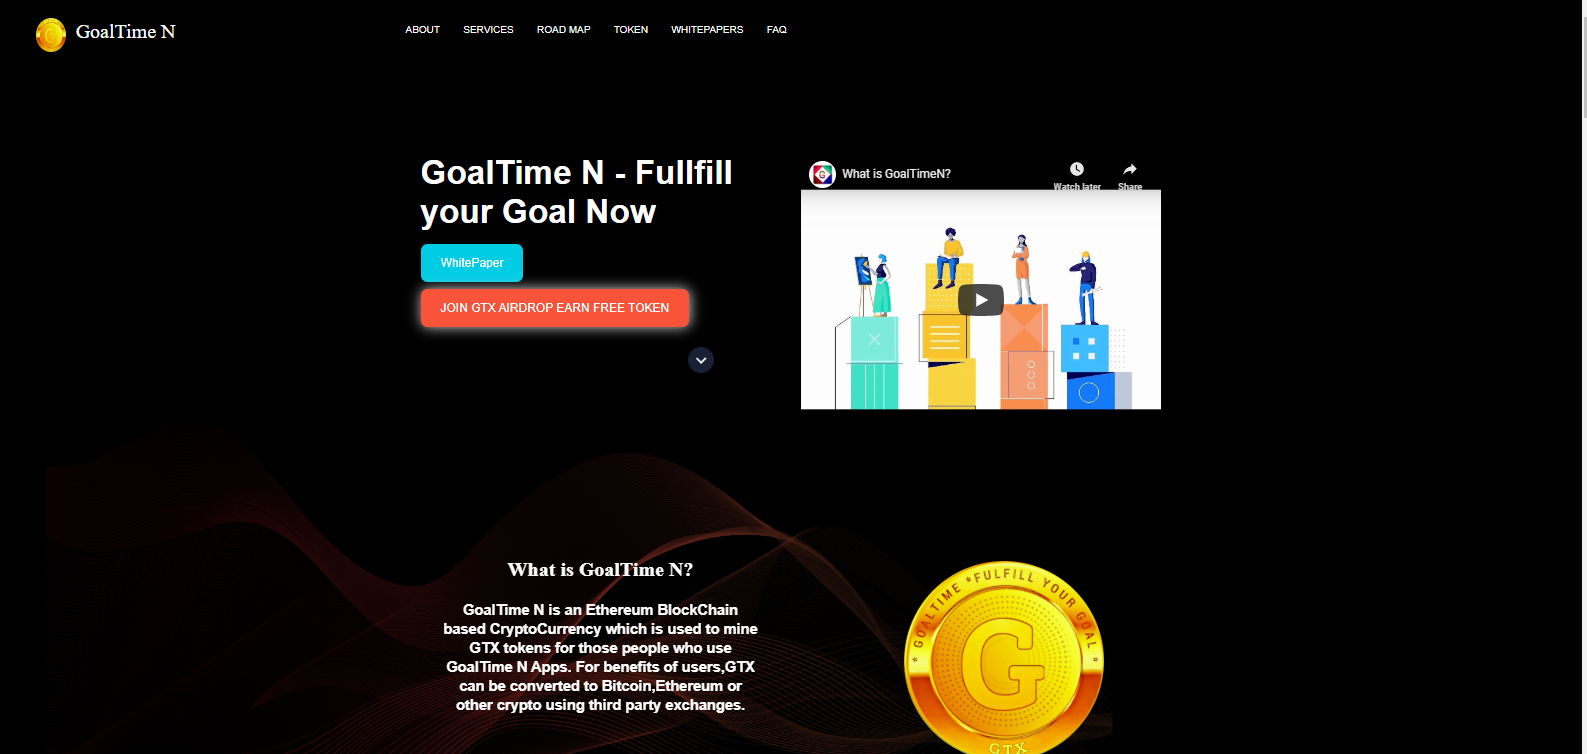 GoalTime N
ABOUT SERVICES ROAD MAP TOKEN WHITEPAPERS FAQ
GoalTime N - Fullfill
your Goal Now
WhitePaper
JOIN GTX AIRDROP EARN FREE TOKEN
G
What is GoalTimeN?
Watch later
Share
What is GoalTime N?
GoalTime N is an Ethereum BlockChain
based CryptoCurrency which is used to mine
GTX tokens for those people who use
GoalTime N Apps. For benefits of users,GTX
can be converted to Bitcoin,Ethereum or
other crypto using third party exchanges.
* GOALTIME *FULFILL YOUR GOAL *
G
GTX